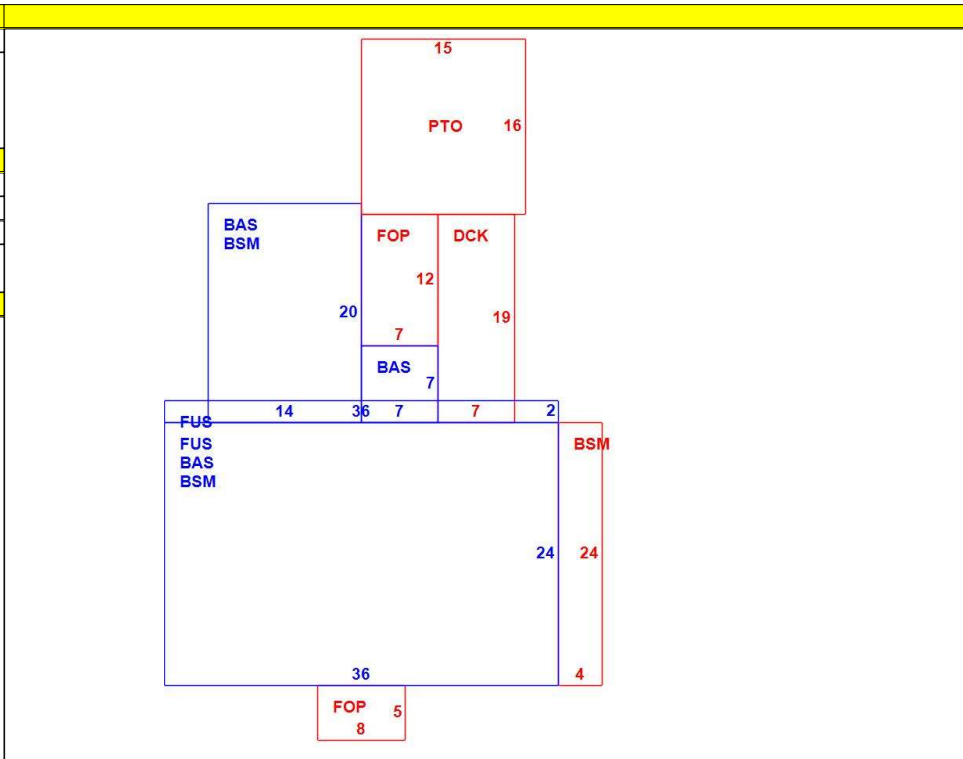 15
PTO 16
BAS
BSM
FOP DCK
12
20
19
7
BAS
7
14 36 7 7 2
FUS
FUS
BAS
BSM
BSM
24 24
36 4
FOP 5
8